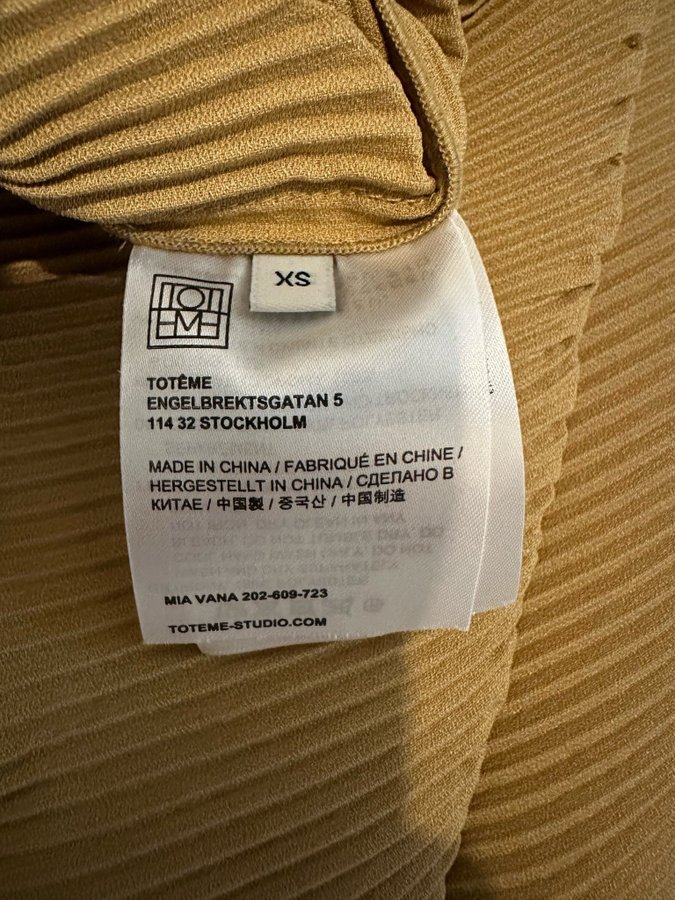 TOTEME
XS
TOTÊME
ENGELBREKTSGATAN 5
114 32 STOCKHOLM
MADE IN CHINA / FABRIQUÉ EN CHINE /
HERGESTELLT IN CHINA / СДЕЛАНО В
КИТАЕ / 中国製 / 중국산 / 中国制造
MIA VANA 202-609-723
TOTEME-STUDIO.COM